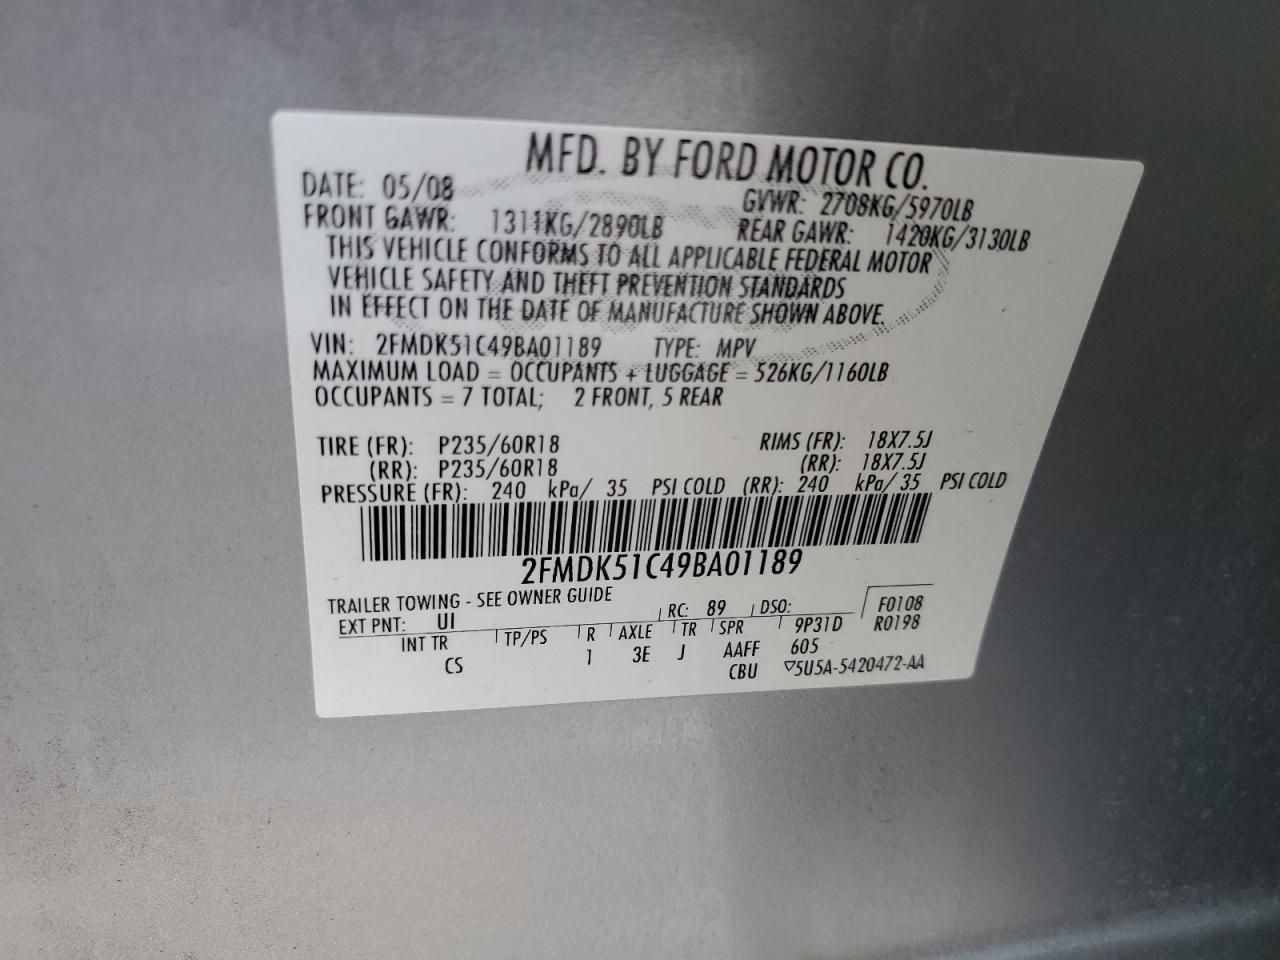 MFD. BY FORD MOTOR CO.
DATE: 05/08 GVWR: 2708KG/5970LB
FRONT GAWR: 1311KG/2890LB REAR GAWR: 1420KG/3130LB
THIS VEHICLE CONFORMS TO ALL APPLICABLE FEDERAL MOTOR
VEHICLE SAFETY AND THEFT PREVENTION STANDARDS
IN EFFECT ON THE DATE OF MANUFACTURE SHOWN ABOVE.
VIN: 2FMDK51C49BA01189 TYPE: MPV
MAXIMUM LOAD = OCCUPANTS + LUGGAGE = 526KG/1160LB
OCCUPANTS = 7 TOTAL; 2 FRONT, 5 REAR
TIRE (FR): P235/60R18 RIMS (FR): 18X7.5J
(RR): P235/60R18 (RR): 18X7.5J
PRESSURE (FR): 240 kPa/ 35 PSI COLD (RR): 240 kPa/ 35 PSI COLD
2FMDK51C49BA01189
TRAILER TOWING - SEE OWNER GUIDE
EXT PNT: UI RC: 89 DSO: F0108
INT TR TP/PS R AXLE TR SPR 9P31D R0198
CS 1 3E J AAFF 605
CBU 5U5A-5420472-AA